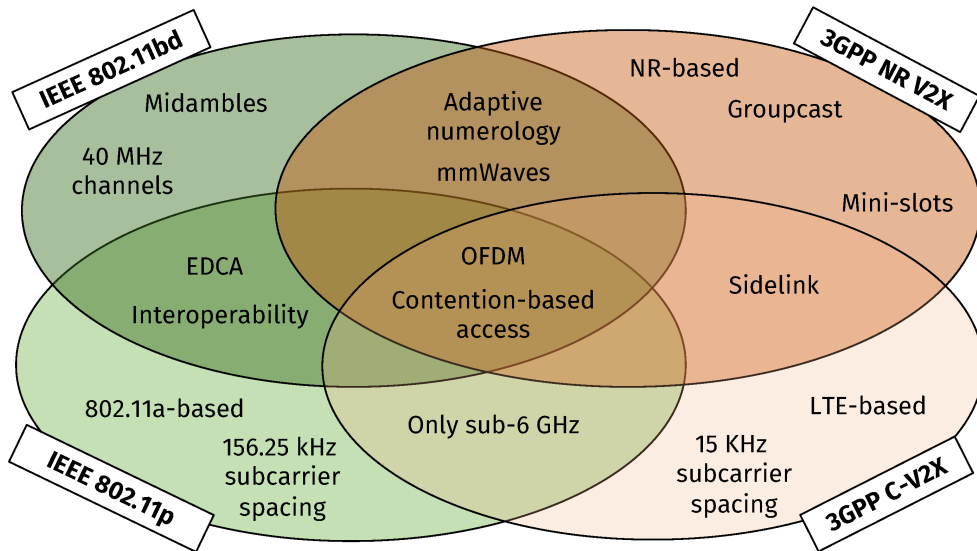 IEEE 802.11bd
3GPP NR V2X
Midambles
40 MHz
channels
Adaptive
numerology
mmWaves
NR-based
Groupcast
Mini-slots
EDCA
Interoperability
OFDM
Contention-based
access
Sidelink
802.11a-based
156.25 kHz
subcarrier
spacing
Only sub-6 GHz
LTE-based
15 KHz
subcarrier
spacing
IEEE 802.11p
3GPP C-V2X